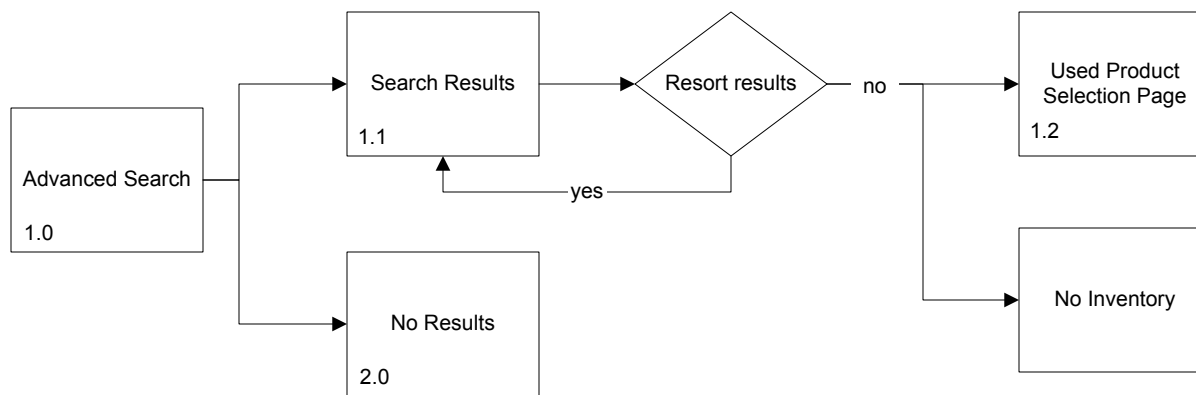 Search Results
1.1
Resort results
no
Used Product
Selection Page
1.2
Advanced Search
1.0
yes
No Results
2.0
No Inventory